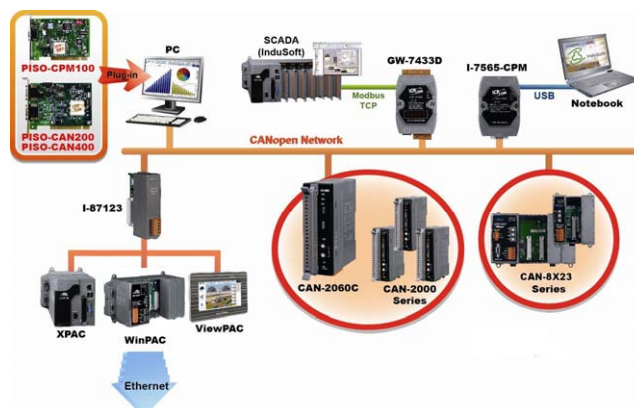 PISO-CPM100
PISO-CAN200
PISO-CAN400
Plug-in
PC
SCADA
(InduSoft)
Modbus
TCP
GW-7433D
I-7565-CPM
USB
Notebook
CANopen Network
I-87123
XPAC
WinPAC
ViewPAC
Ethernet
CAN-2060C
CAN-2000
Series
CAN-8X23
Series